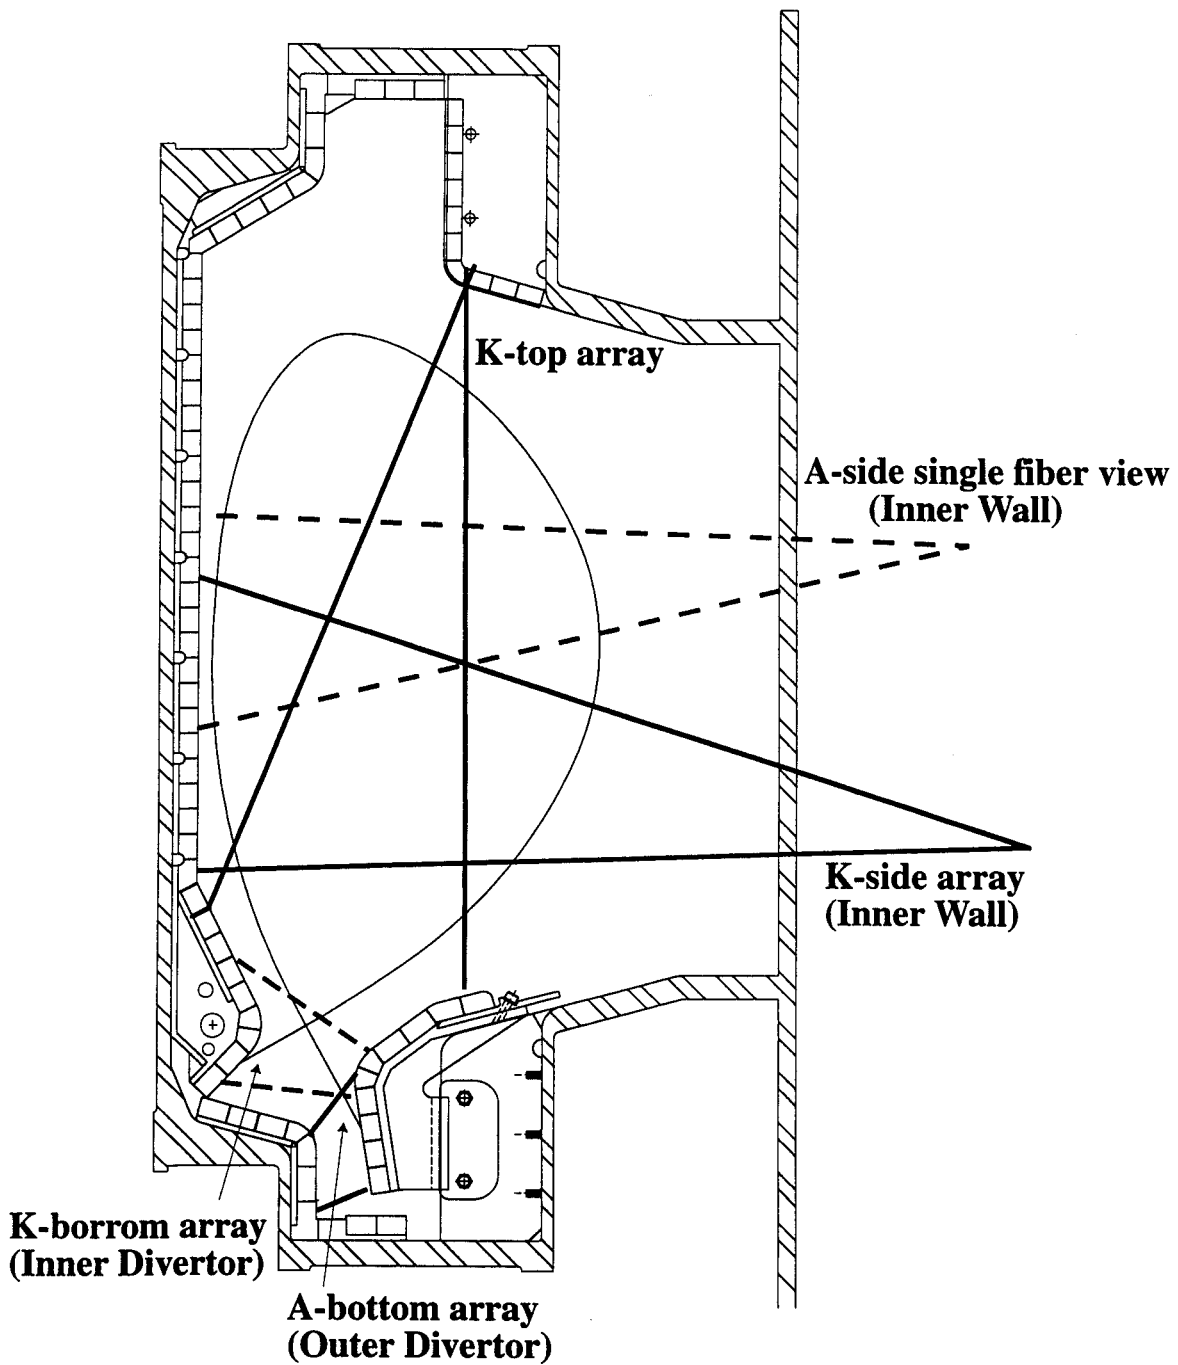 K-top array
A-side single fiber view
(Inner Wall)
K-side array
(Inner Wall)
K-borrom array
(Inner Divertor)
A-bottom array
(Outer Divertor)